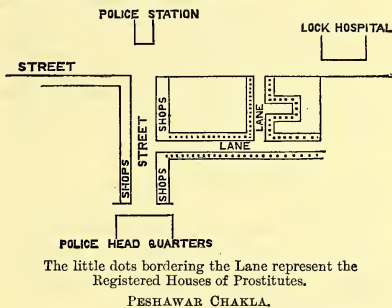 POLICE STATION
LOCK HOSPITAL
STREET
SHOPS
LANE
STREET
LANE
SHOPS
SHOPS
POLICE HEAD QUARTERS
The little dots bordering the Lane represent the
Registered Houses of Prostitutes.
PESHAWAR CHAKLA.